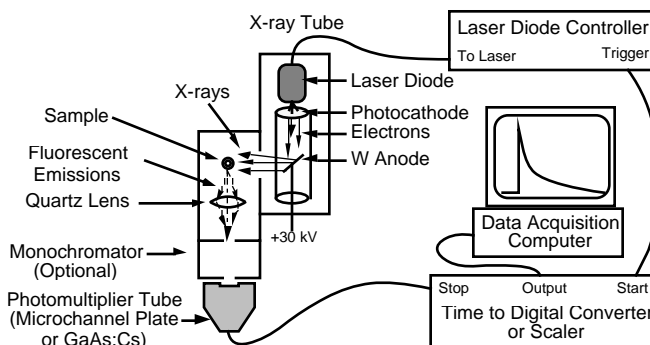 X-ray Tube
Laser Diode Controller
To Laser
Trigger
Laser Diode
X-rays
Photocathode
Sample
Electrons
Fluorescent
Emissions
W Anode
Quartz Lens
+30 kV
Data Acquisition
Computer
Monochromator
(Optional)
Stop
Output
Start
Photomultiplier Tube
(Microchannel Plate
or GaAs:Cs)
Time to Digital Converter
or Scaler